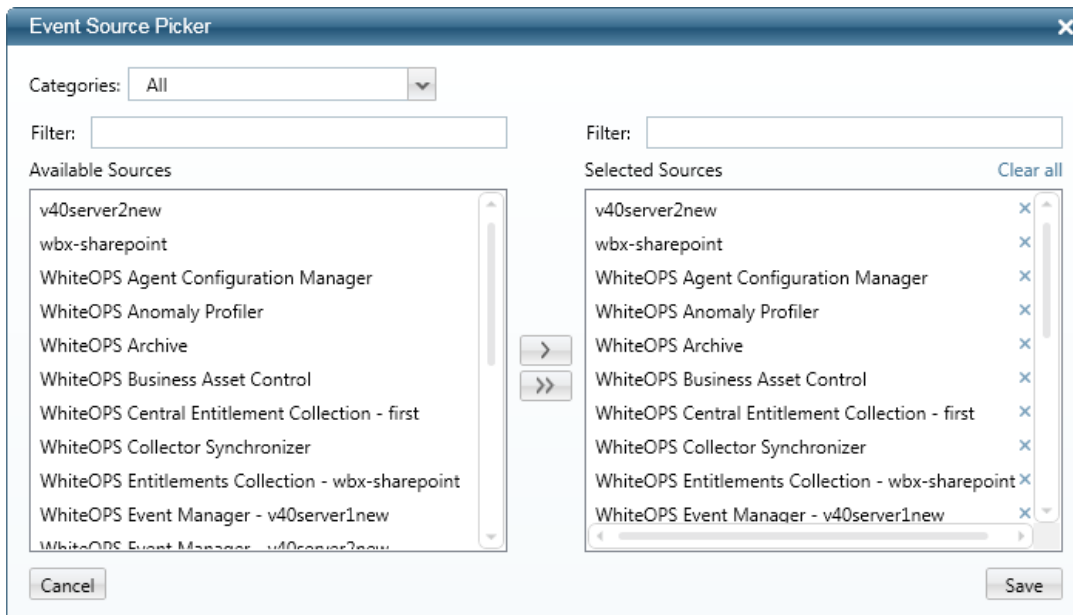 Event Source Picker
Categories: All
Filter:
Filter:
Available Sources
Selected Sources
Clear all
v40server2new
wbx-sharepoint
WhiteOPS Agent Configuration Manager
WhiteOPS Anomaly Profiler
WhiteOPS Archive
WhiteOPS Business Asset Control
WhiteOPS Central Entitlement Collection - first
WhiteOPS Collector Synchronizer
WhiteOPS Entitlements Collection - wbx-sharepoint
WhiteOPS Event Manager - v40server1new
WhiteOPS Event Manager - v40server2new
v40server2new
wbx-sharepoint
WhiteOPS Agent Configuration Manager
WhiteOPS Anomaly Profiler
WhiteOPS Archive
WhiteOPS Business Asset Control
WhiteOPS Central Entitlement Collection - first
WhiteOPS Collector Synchronizer
WhiteOPS Entitlements Collection - wbx-sharepoint
WhiteOPS Event Manager - v40server1new
Cancel
Save